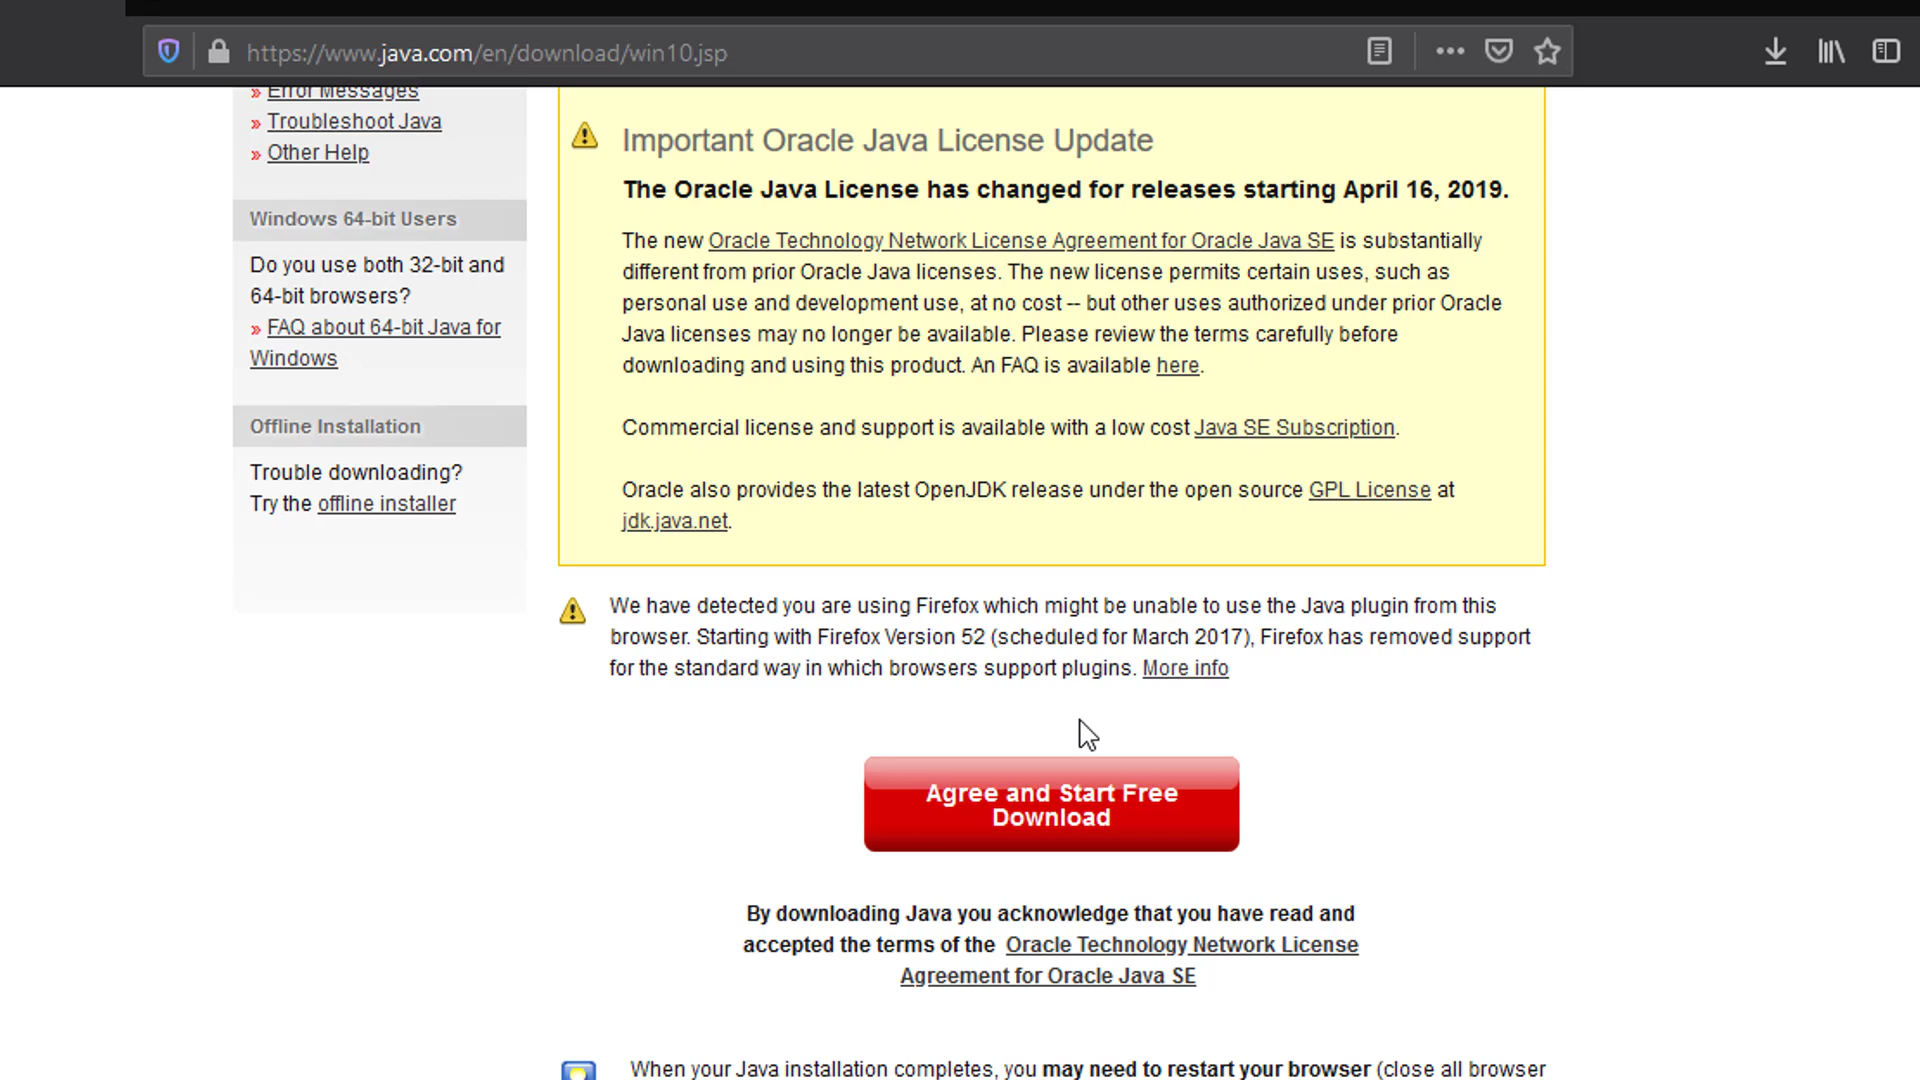 https://www.java.com/en/download/win10.jsp
» Error Messages
» Troubleshoot Java
» Other Help
Windows 64-bit Users
Do you use both 32-bit and
64-bit browsers?
» FAQ about 64-bit Java for
Windows
Offline Installation
Trouble downloading?
Try the offline installer
Important Oracle Java License Update
The Oracle Java License has changed for releases starting April 16, 2019.
The new Oracle Technology Network License Agreement for Oracle Java SE is substantially
different from prior Oracle Java licenses. The new license permits certain uses, such as
personal use and development use, at no cost -- but other uses authorized under prior Oracle
Java licenses may no longer be available. Please review the terms carefully before
downloading and using this product. An FAQ is available here.
Commercial license and support is available with a low cost Java SE Subscription.
Oracle also provides the latest OpenJDK release under the open source GPL License at
jdk.java.net.
We have detected you are using Firefox which might be unable to use the Java plugin from this
browser. Starting with Firefox Version 52 (scheduled for March 2017), Firefox has removed support
for the standard way in which browsers support plugins. More info
Agree and Start Free
Download
By downloading Java you acknowledge that you have read and
accepted the terms of the Oracle Technology Network License
Agreement for Oracle Java SE
When your Java installation completes, you may need to restart your browser (close all browser